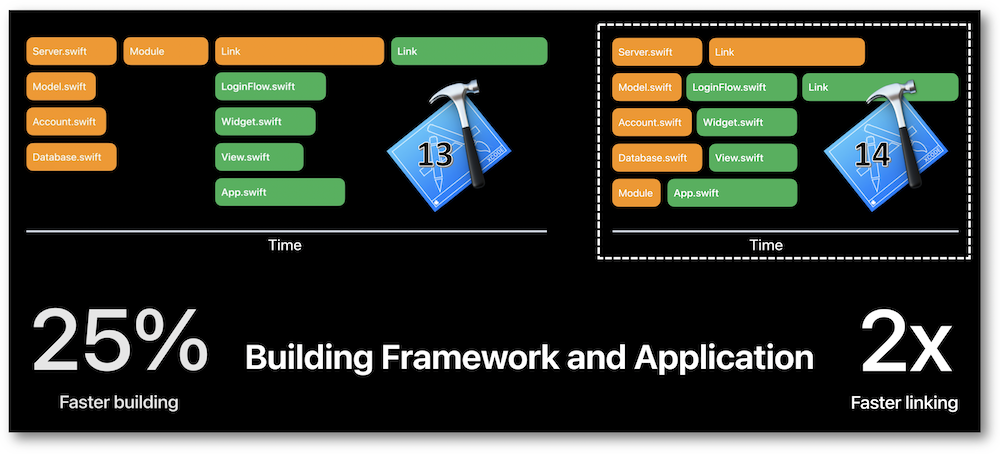 Server.swift
Module
Link
Link
Model.swift
LoginFlow.swift
Account.swift
Widget.swift
Database.swift
View.swift
App.swift
13
XCODE
Time
Server.swift
Link
Model.swift
LoginFlow.swift
Link
Account.swift
Widget.swift
Database.swift
View.swift
Module
App.swift
14
XCODE
Time
25%
Faster building
Building Framework and Application
2x
Faster linking